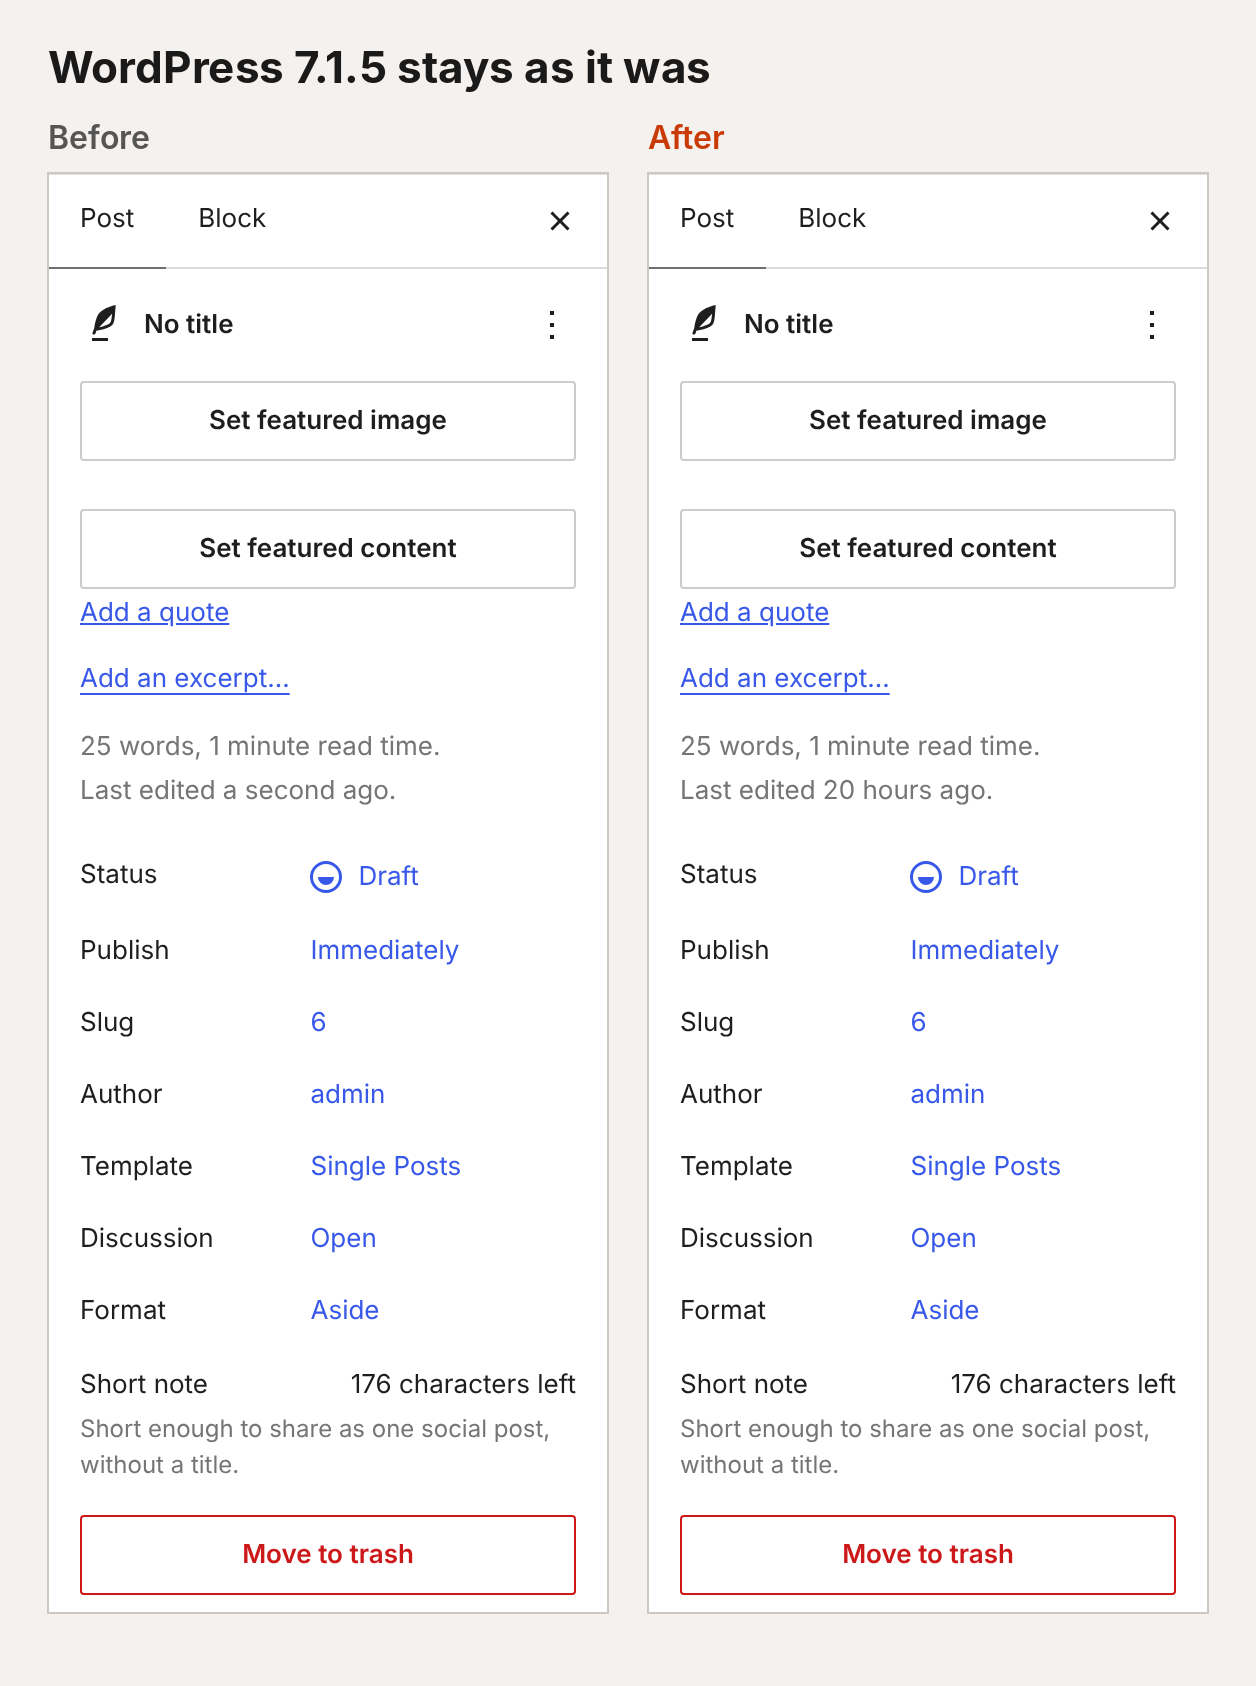 WordPress 7.1.5 stays as it was
Before
Post Block
No title
Set featured image
Set featured content
Add a quote
Add an excerpt...
25 words, 1 minute read time.
Last edited a second ago.
Status Draft
Publish Immediately
Slug 6
Author admin
Template Single Posts
Discussion Open
Format Aside
Short note 176 characters left
Short enough to share as one social post,
without a title.
Move to trash
After
Post Block
No title
Set featured image
Set featured content
Add a quote
Add an excerpt...
25 words, 1 minute read time.
Last edited 20 hours ago.
Status Draft
Publish Immediately
Slug 6
Author admin
Template Single Posts
Discussion Open
Format Aside
Short note 176 characters left
Short enough to share as one social post,
without a title.
Move to trash